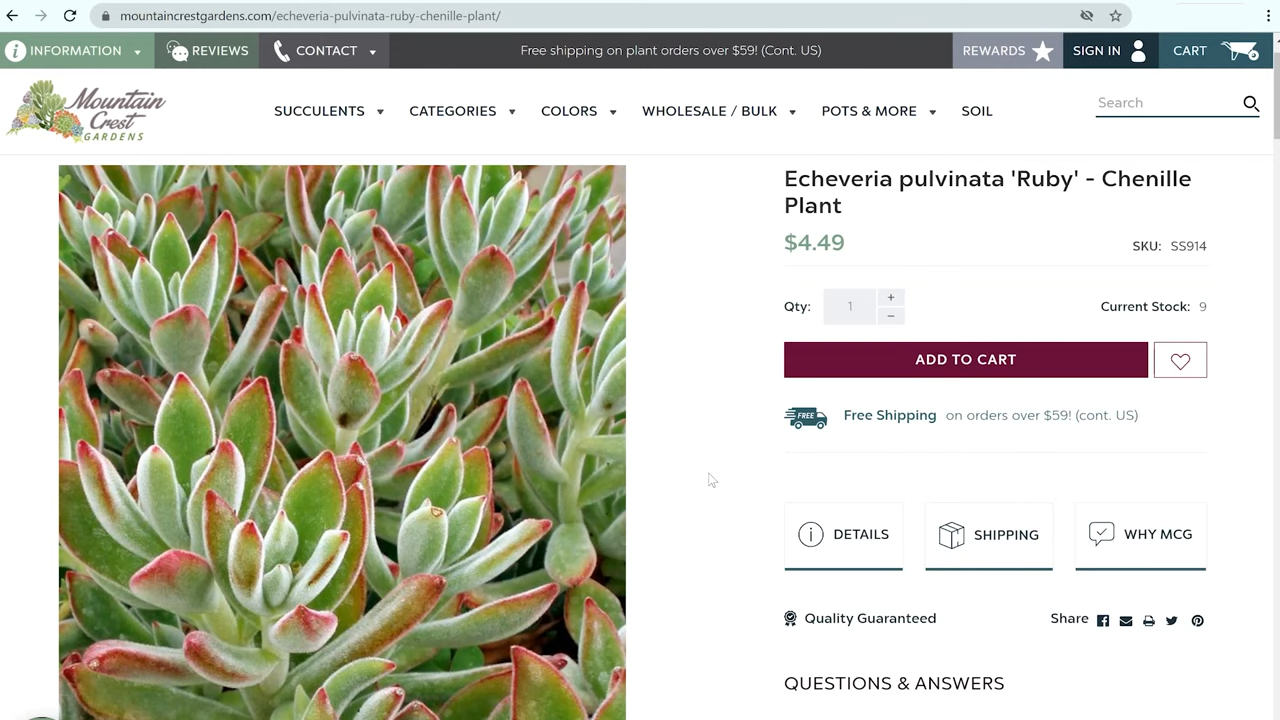 mountaincrestgardens.com/echeveria-pulvinata-ruby-chenille-plant/
INFORMATION REVIEWS CONTACT Free shipping on plant orders over $59! (Cont. US) REWARDS SIGN IN CART
Mountain
Crest
GARDENS
SUCCULENTS CATEGORIES COLORS WHOLESALE / BULK POTS & MORE SOIL
Search
Echeveria pulvinata 'Ruby' - Chenille
Plant
$4.49
SKU: SS914
Qty: 1 + −
Current Stock: 9
ADD TO CART
FREE Free Shipping on orders over $59! (cont. US)
DETAILS SHIPPING WHY MCG
Quality Guaranteed
Share
QUESTIONS & ANSWERS